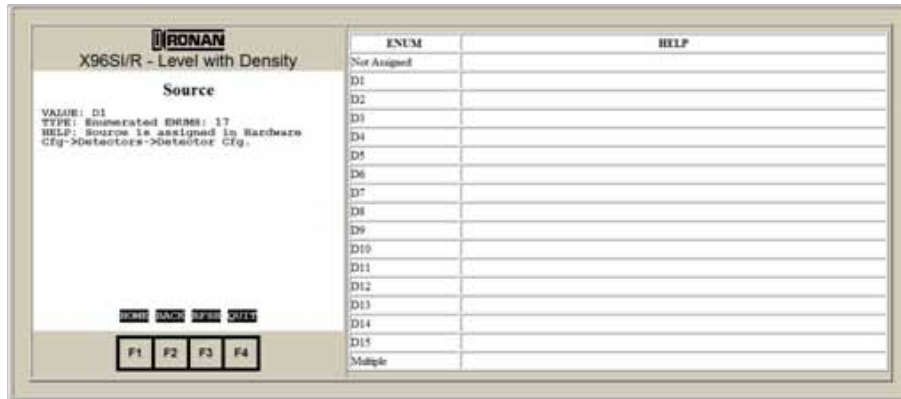 RONAN
X96SI/R - Level with Density
Source
VALUE: D1
TYPE: Enumerated ENUMS: 17
HELP: Source is assigned in Hardware
Cfg->Detectors->Detector Cfg.
HOME BACK RFSH QUIT
F1 F2 F3 F4
ENUM HELP
Not Assigned
D1
D2
D3
D4
D5
D6
D7
D8
D9
D10
D11
D12
D13
D14
D15
Multiple